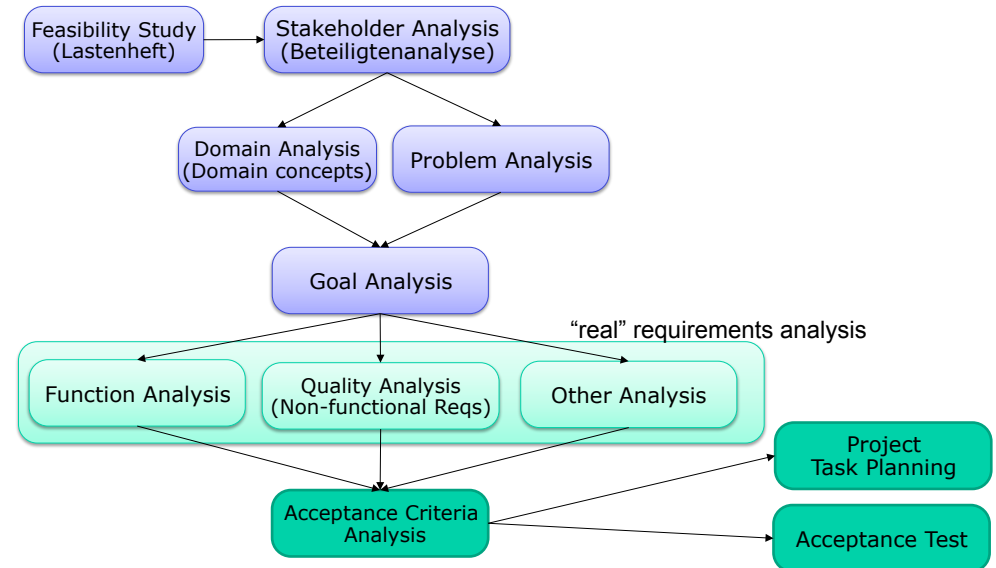 Feasibility Study
(Lastenheft)
Stakeholder Analysis
(Beteiligtenanalyse)
Domain Analysis
(Domain concepts)
Problem Analysis
Goal Analysis
“real” requirements analysis
Function Analysis
Quality Analysis
(Non-functional Reqs)
Other Analysis
Project
Task Planning
Acceptance Criteria
Analysis
Acceptance Test